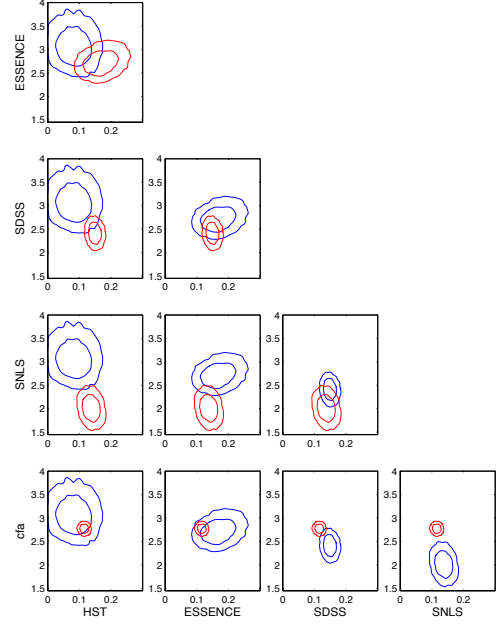 4
3.5
3
2.5
2
1.5
ESSENCE
0 0.1 0.2
4 4
3.5 3.5
3 3
2.5 2.5
2 2
1.5 1.5
SDSS
0 0.1 0.2 0 0.1 0.2
4 4 4
3.5 3.5 3.5
3 3 3
2.5 2.5 2.5
2 2 2
1.5 1.5 1.5
SNLS
0 0.1 0.2 0 0.1 0.2 0 0.1 0.2
4 4 4 4
3.5 3.5 3.5 3.5
3 3 3 3
2.5 2.5 2.5 2.5
2 2 2 2
1.5 1.5 1.5 1.5
cfa
0 0.1 0.2 0 0.1 0.2 0 0.1 0.2 0 0.1 0.2
HST ESSENCE SDSS SNLS